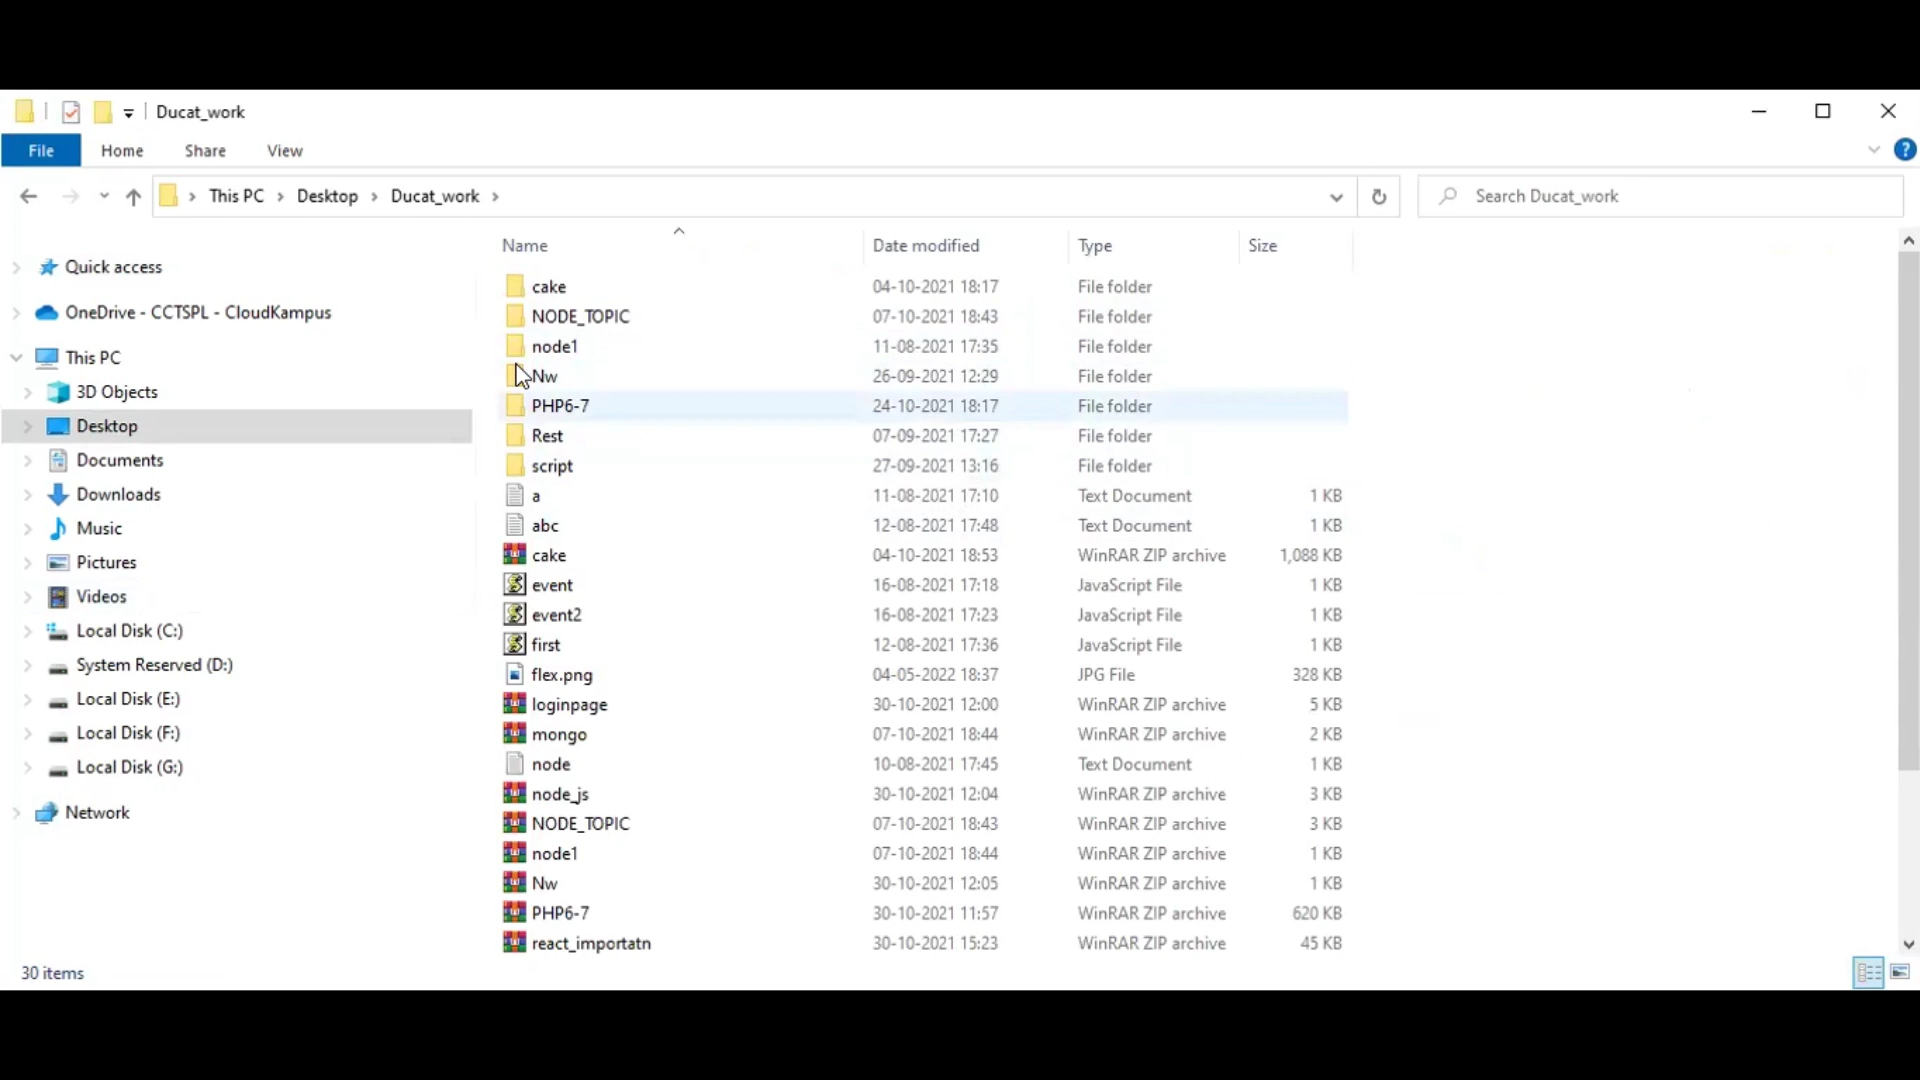 Ducat_work
File Home Share View
This PC Desktop Ducat_work Search Ducat_work
Name Date modified Type Size
Quick access
OneDrive - CCTSPL - CloudKampus
This PC
3D Objects
Desktop
Documents
Downloads
Music
Pictures
Videos
Local Disk (C:)
System Reserved (D:)
Local Disk (E:)
Local Disk (F:)
Local Disk (G:)
Network
cake 04-10-2021 18:17 File folder
NODE_TOPIC 07-10-2021 18:43 File folder
node1 11-08-2021 17:35 File folder
Nw 26-09-2021 12:29 File folder
PHP6-7 24-10-2021 18:17 File folder
Rest 07-09-2021 17:27 File folder
script 27-09-2021 13:16 File folder
a 11-08-2021 17:10 Text Document 1 KB
abc 12-08-2021 17:48 Text Document 1 KB
cake 04-10-2021 18:53 WinRAR ZIP archive 1,088 KB
event 16-08-2021 17:18 JavaScript File 1 KB
event2 16-08-2021 17:23 JavaScript File 1 KB
first 12-08-2021 17:36 JavaScript File 1 KB
flex.png 04-05-2022 18:37 JPG File 328 KB
loginpage 30-10-2021 12:00 WinRAR ZIP archive 5 KB
mongo 07-10-2021 18:44 WinRAR ZIP archive 2 KB
node 10-08-2021 17:45 Text Document 1 KB
node_js 30-10-2021 12:04 WinRAR ZIP archive 3 KB
NODE_TOPIC 07-10-2021 18:43 WinRAR ZIP archive 3 KB
node1 07-10-2021 18:44 WinRAR ZIP archive 1 KB
Nw 30-10-2021 12:05 WinRAR ZIP archive 1 KB
PHP6-7 30-10-2021 11:57 WinRAR ZIP archive 620 KB
react_importatn 30-10-2021 15:23 WinRAR ZIP archive 45 KB
30 items